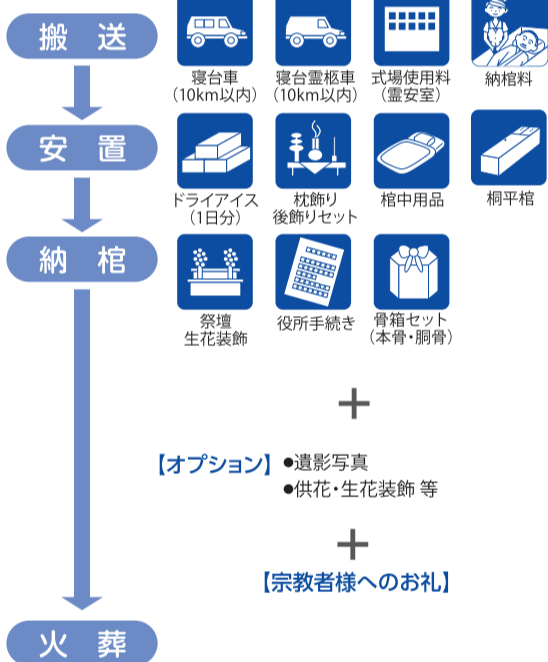 搬 送
寝台車
（10km以内）
寝台霊柩車
（10km以内）
式場使用料
（霊安室）
納棺料
安 置
ドライアイス
（1日分）
枕飾り
後飾りセット
棺中用品
桐平棺
納 棺
祭壇
生花装飾
役所手続き
骨箱セット
（本骨・胴骨）
＋
【オプション】 ●遺影写真
●供花・生花装飾 等
＋
【宗教者様へのお礼】
火 葬